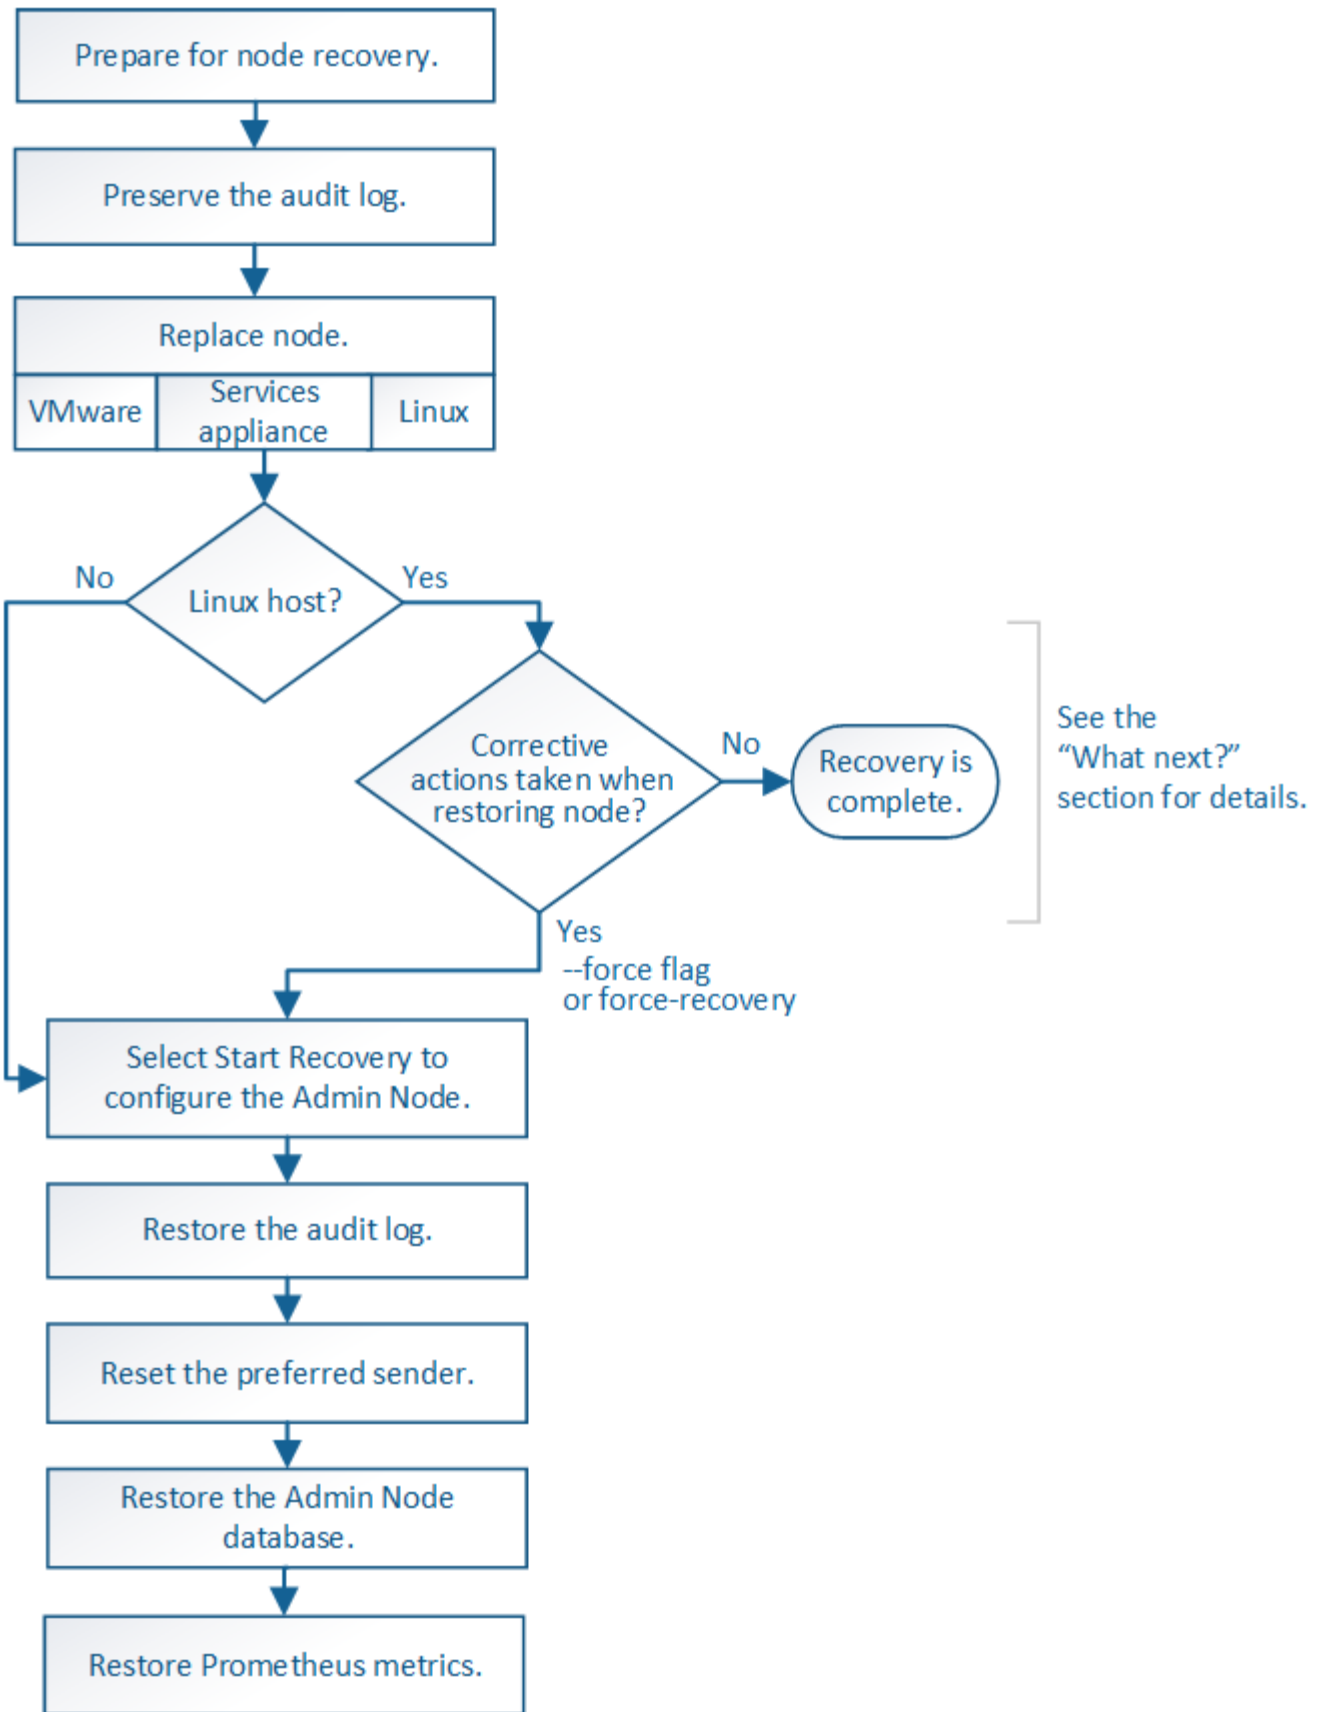 Prepare for node recovery.
Preserve the audit log.
Replace node.
VMware
Services
appliance
Linux
No
Yes
Linux host?
Corrective
actions taken when
restoring node?
No
Recovery is
complete.
See the
“What next?”
section for details.
Yes
--force flag
or force-recovery
Select Start Recovery to
configure the Admin Node.
Restore the audit log.
Reset the preferred sender.
Restore the Admin Node
database.
Restore Prometheus metrics.